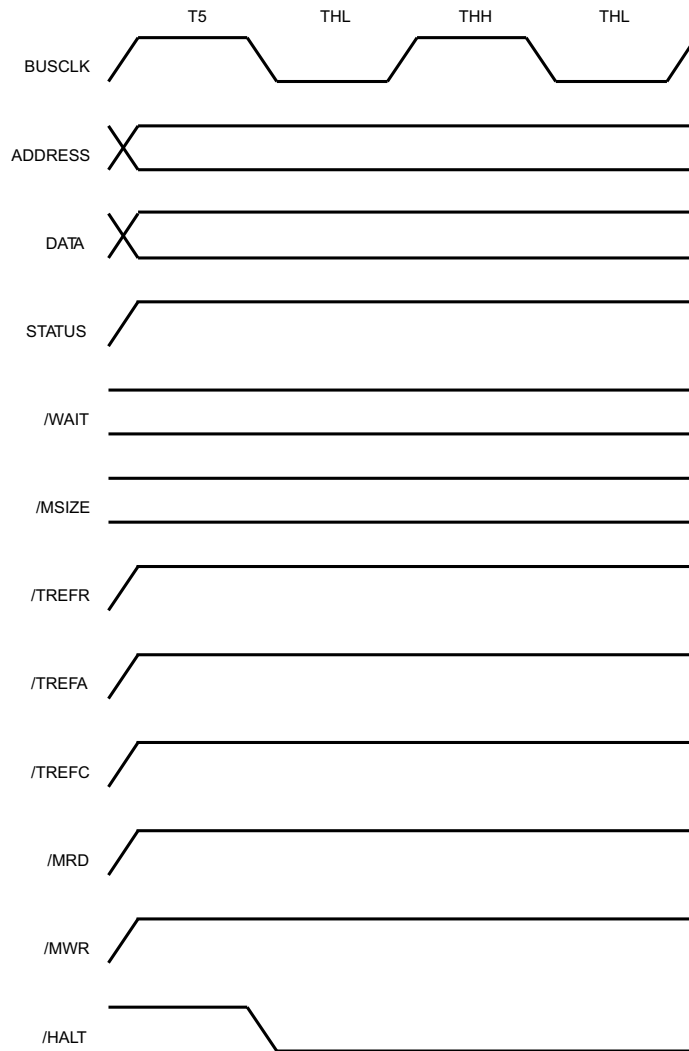 T5 THL THH THL
BUSCLK
ADDRESS
DATA
STATUS
/WAIT
/MSIZE
/TREFR
/TREFA
/TREFC
/MRD
/MWR
/HALT